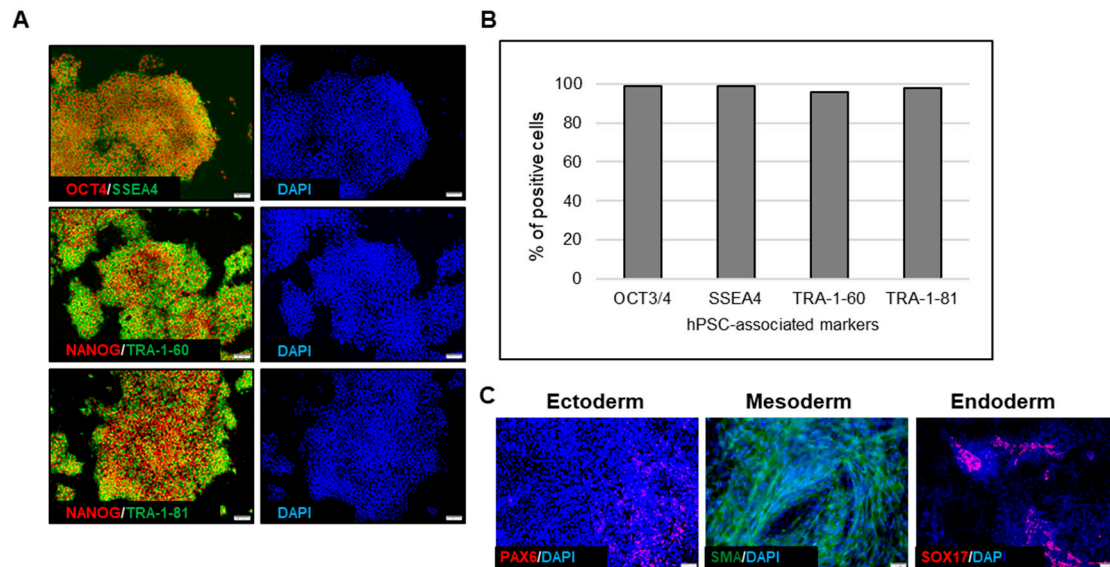 A
OCT4/SSEA4
DAPI
NANOG/TRA-1-60
DAPI
NANOG/TRA-1-81
DAPI
B
% of positive cells
100
80
60
40
20
0
OCT3/4 SSEA4 TRA-1-60 TRA-1-81
hPSC-associated markers
C
Ectoderm Mesoderm Endoderm
PAX6/DAPI
SMA/DAPI
SOX17/DAPI